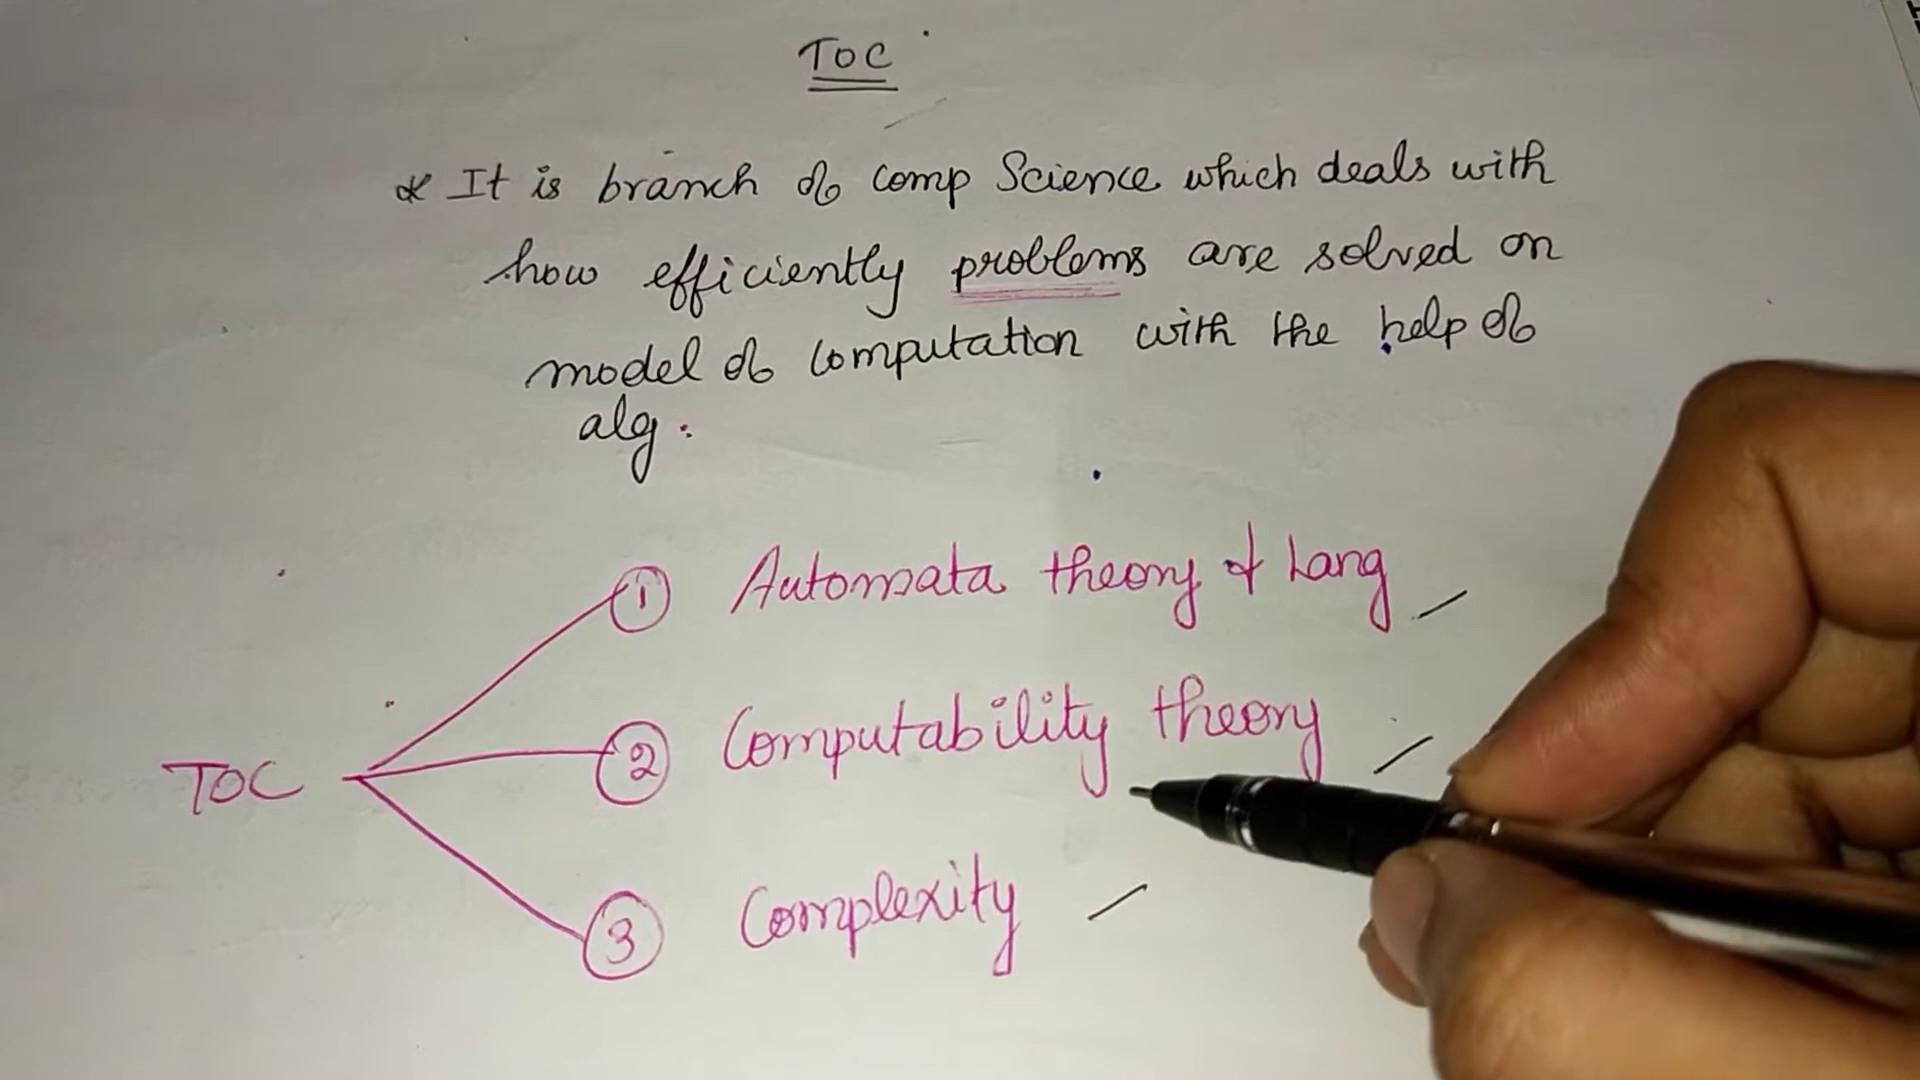 TOC
* It is branch of comp Science which deals with
how efficiently problems are solved on
model of computation with the help of
alg.
① Automata theory & Lang
TOC ② Computability theory
③ Complexity